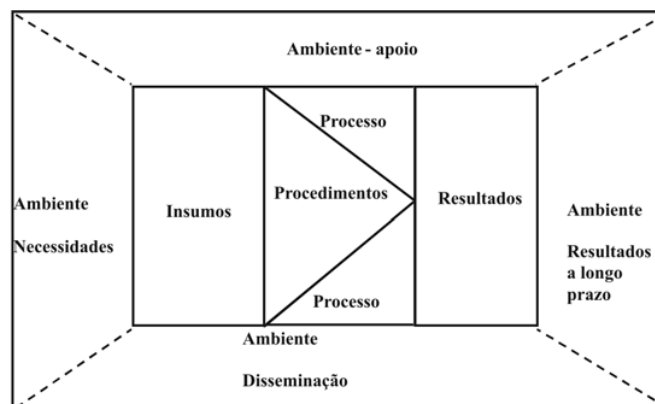 Ambiente - apoio
Processo
Ambiente
Necessidades
Insumos
Procedimentos
Resultados
Ambiente
Resultados
a longo
prazo
Processo
Ambiente
Disseminação